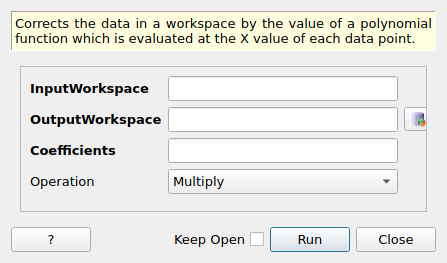 Corrects the data in a workspace by the value of a polynomial
function which is evaluated at the X value of each data point.
InputWorkspace
OutputWorkspace
Coefficients
Operation Multiply
? Keep Open Run Close